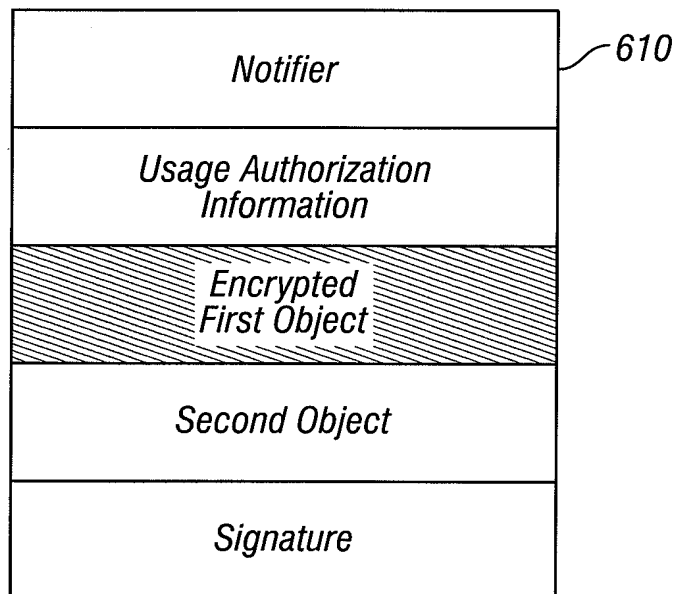 Notifier
610
Usage Authorization
Information
Encrypted
First Object
Second Object
Signature